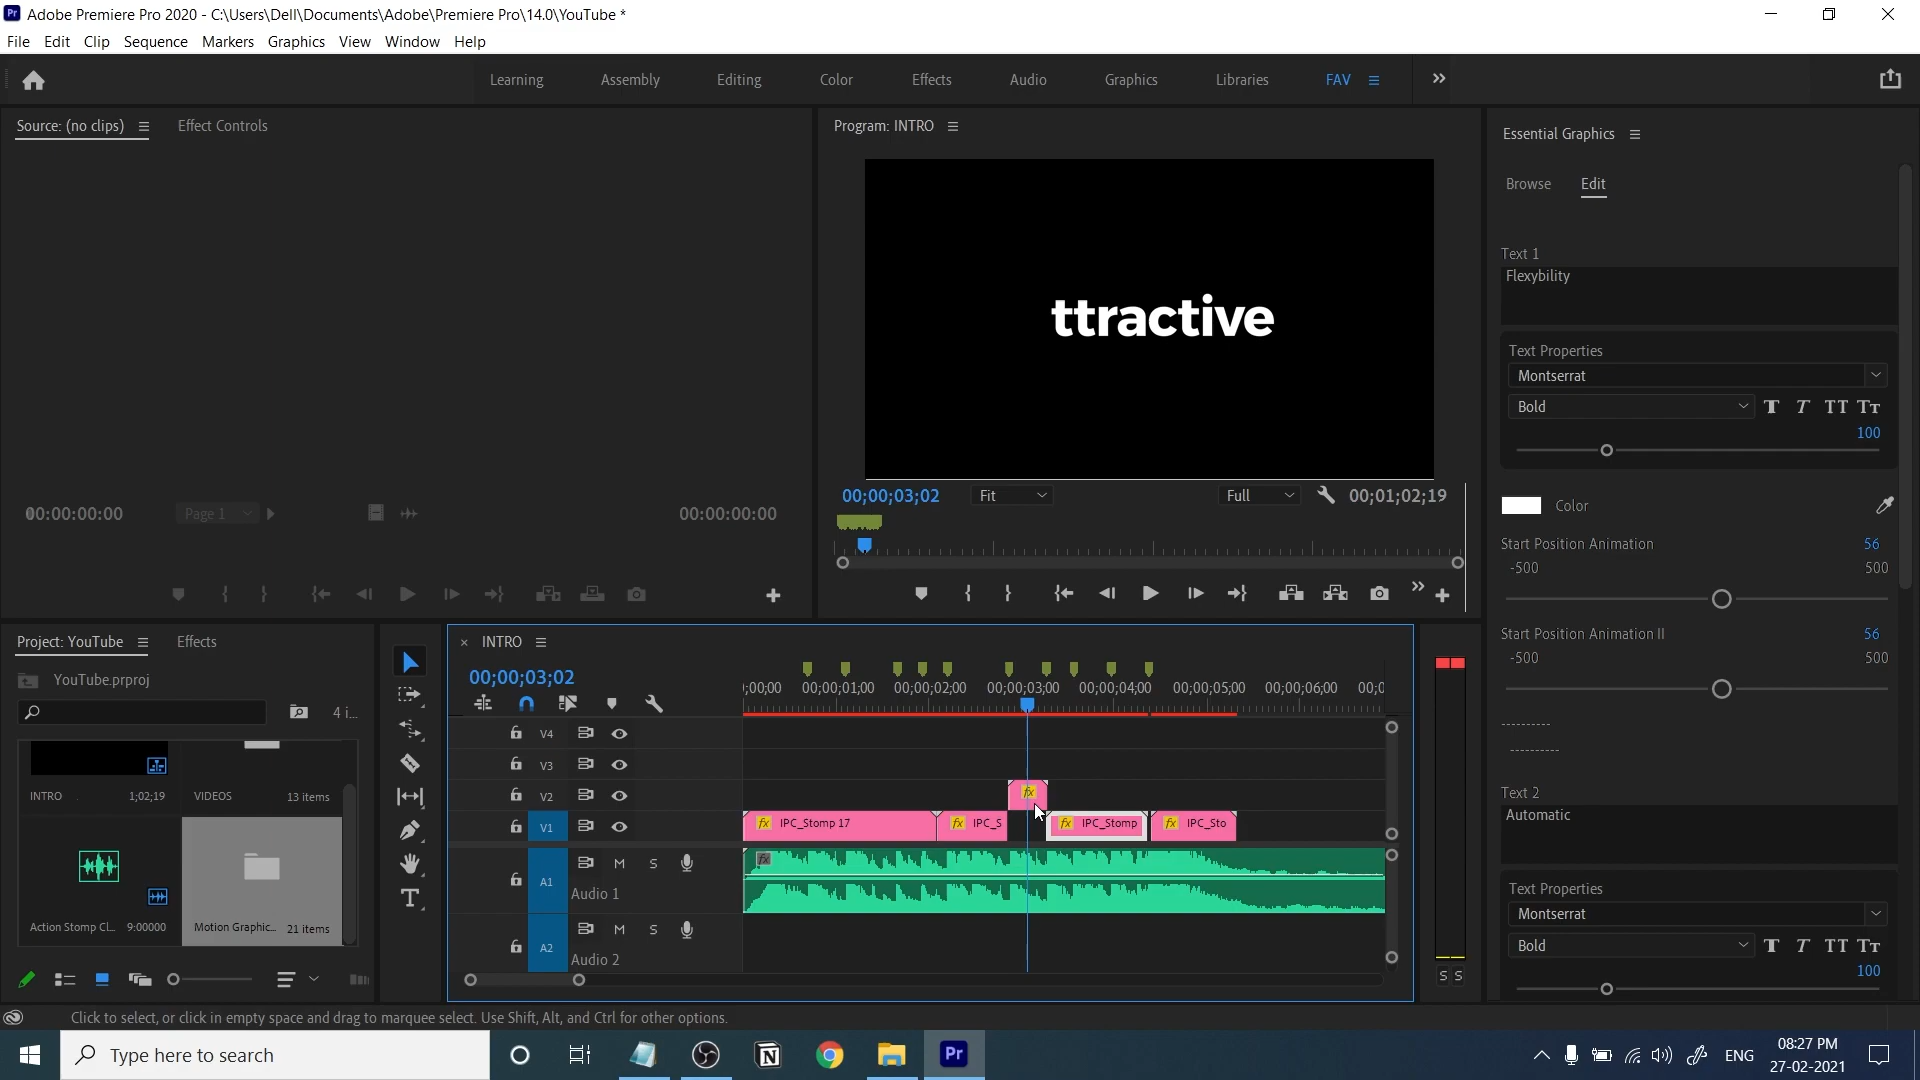 Adobe Premiere Pro 2020 - C:\Users\Dell\Documents\Adobe\Premiere Pro\14.0\YouTube *
File Edit Clip Sequence Markers Graphics View Window Help
Learning Assembly Editing Color Effects Audio Graphics Libraries FAV
Source: (no clips) Effect Controls
Program: INTRO
Essential Graphics
Browse Edit
ttractive
Text 1
Flexybility
Text Properties
Montserrat
Bold
100
Color
Start Position Animation 56
-500 500
Start Position Animation II 56
-500 500
----------
----------
Text 2
Automatic
Text Properties
Montserrat
Bold
100
00:00:00:00 Page 1 00:00:00:00
00;00;03;02 Fit Full 00;01;02;19
Project: YouTube Effects
YouTube.prproj
4 i...
INTRO 1;02;19
VIDEOS 13 items
Action Stomp Cl... 9:00000
Motion Graphic... 21 items
INTRO
00;00;03;02
;00;00 00;00;01;00 00;00;02;00 00;00;03;00 00;00;04;00 00;00;05;00 00;00;06;00 00;0
V4
V3
V2 fx
V1 fx IPC_Stomp 17 fx IPC_S fx IPC_Stomp fx IPC_Sto
A1 M S fx
Audio 1
A2 M S
Audio 2
S S
Click to select, or click in empty space and drag to marquee select. Use Shift, Alt, and Ctrl for other options.
Type here to search
Pr
ENG
08:27 PM
27-02-2021